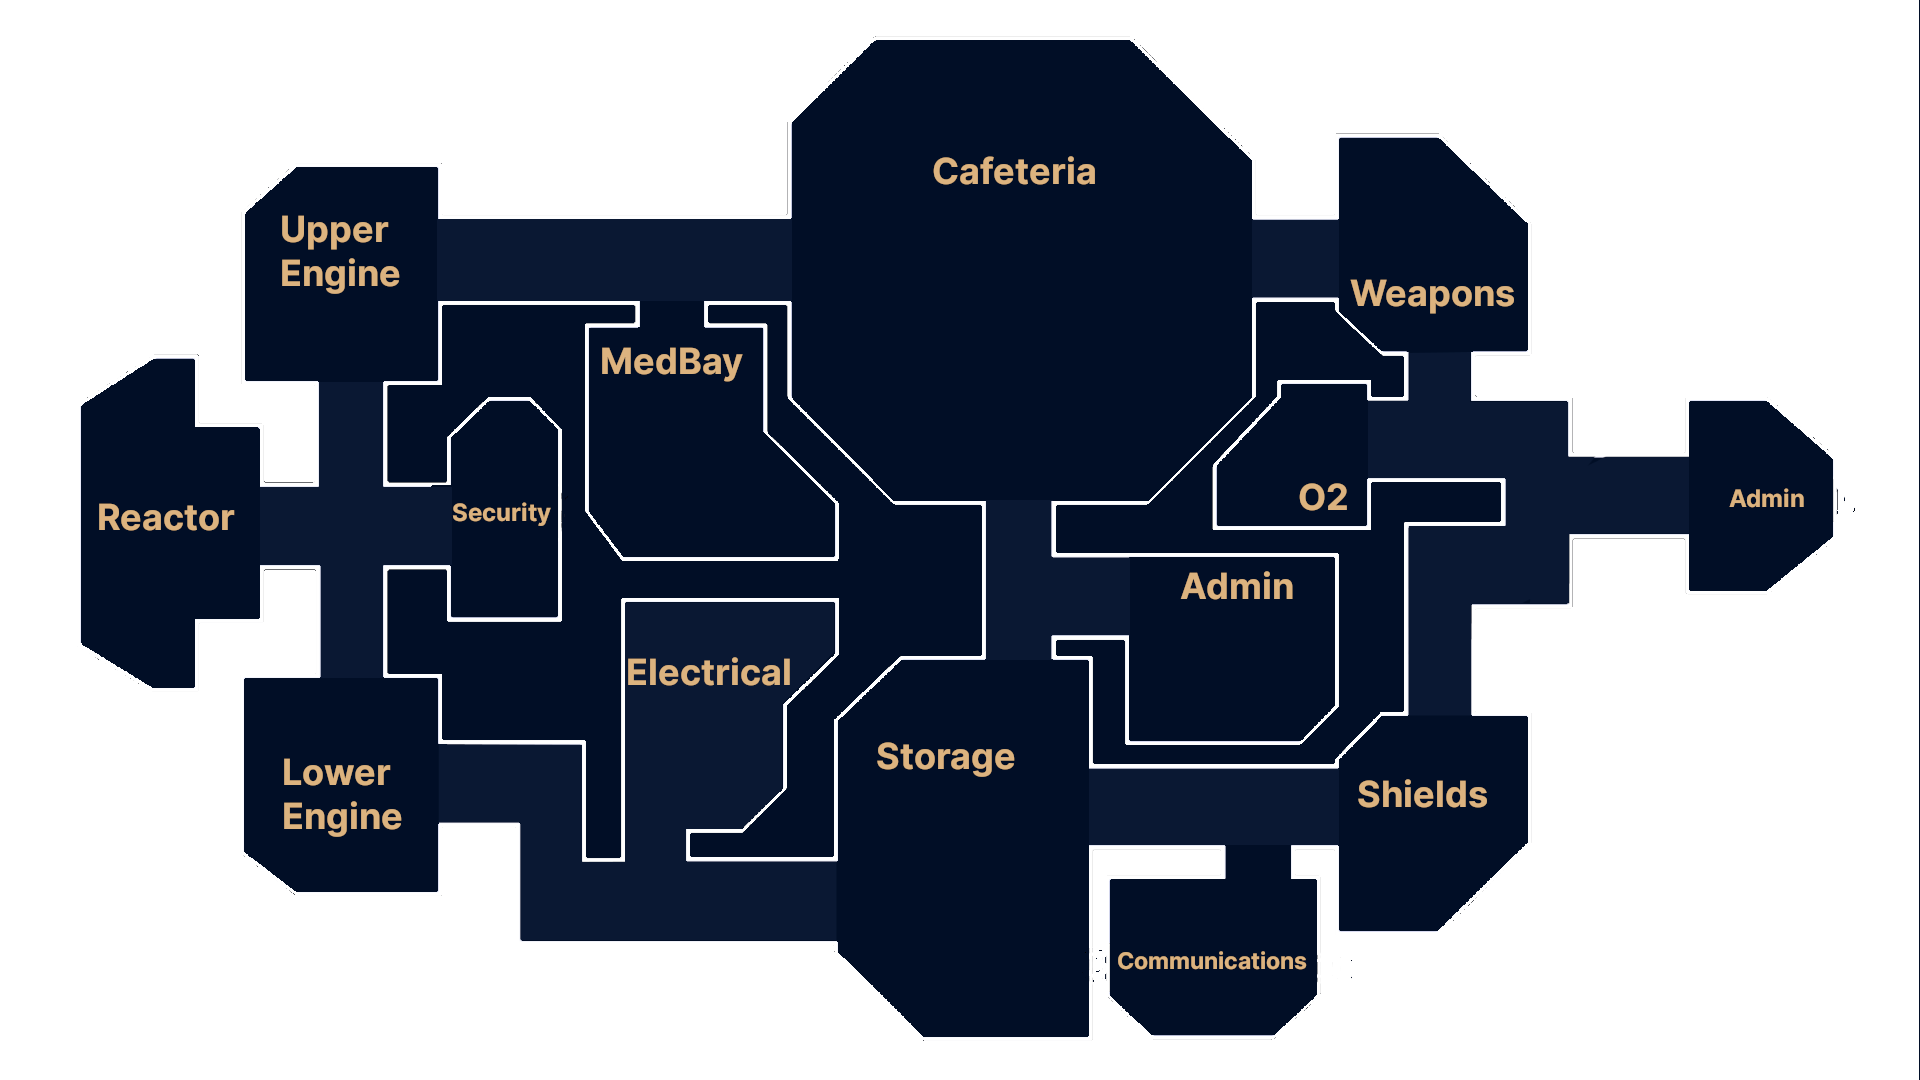 Cafeteria
Upper
Engine
Weapons
MedBay
O2
Admin
Security
Reactor
Admin
Electrical
Storage
Lower
Engine
Shields
Communications